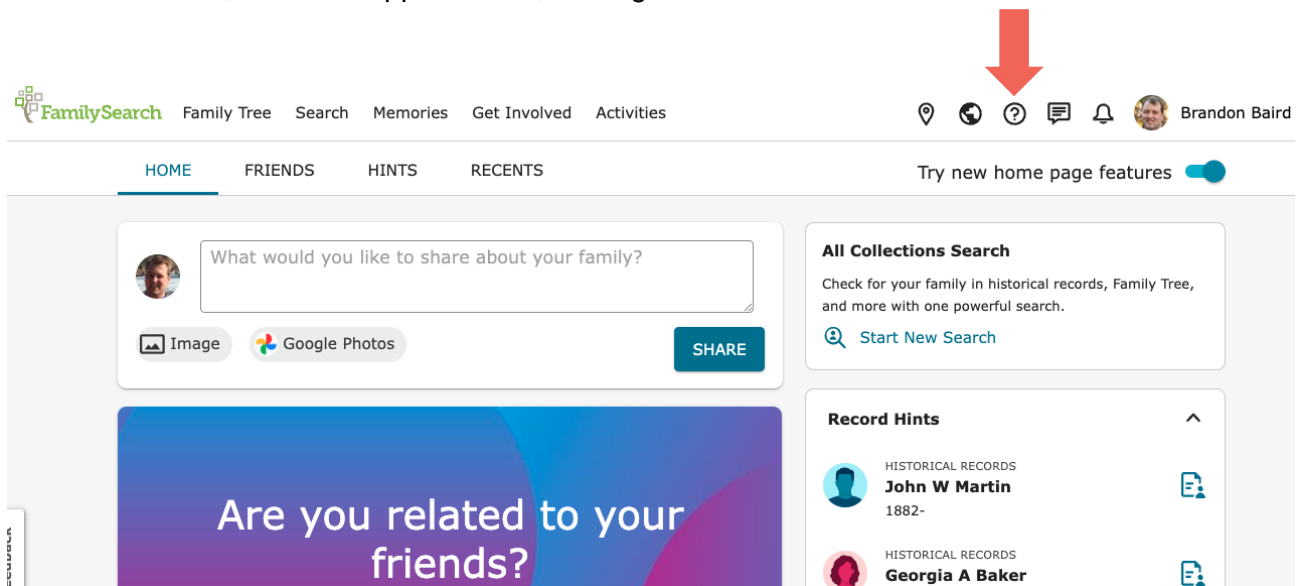 FamilySearch Family Tree Search Memories Get Involved Activities Brandon Baird
HOME FRIENDS HINTS RECENTS Try new home page features
What would you like to share about your family?
Image Google Photos SHARE
All Collections Search
Check for your family in historical records, Family Tree,
and more with one powerful search.
Start New Search
Record Hints
HISTORICAL RECORDS
John W Martin
1882-
HISTORICAL RECORDS
Georgia A Baker
Are you related to your
friends?